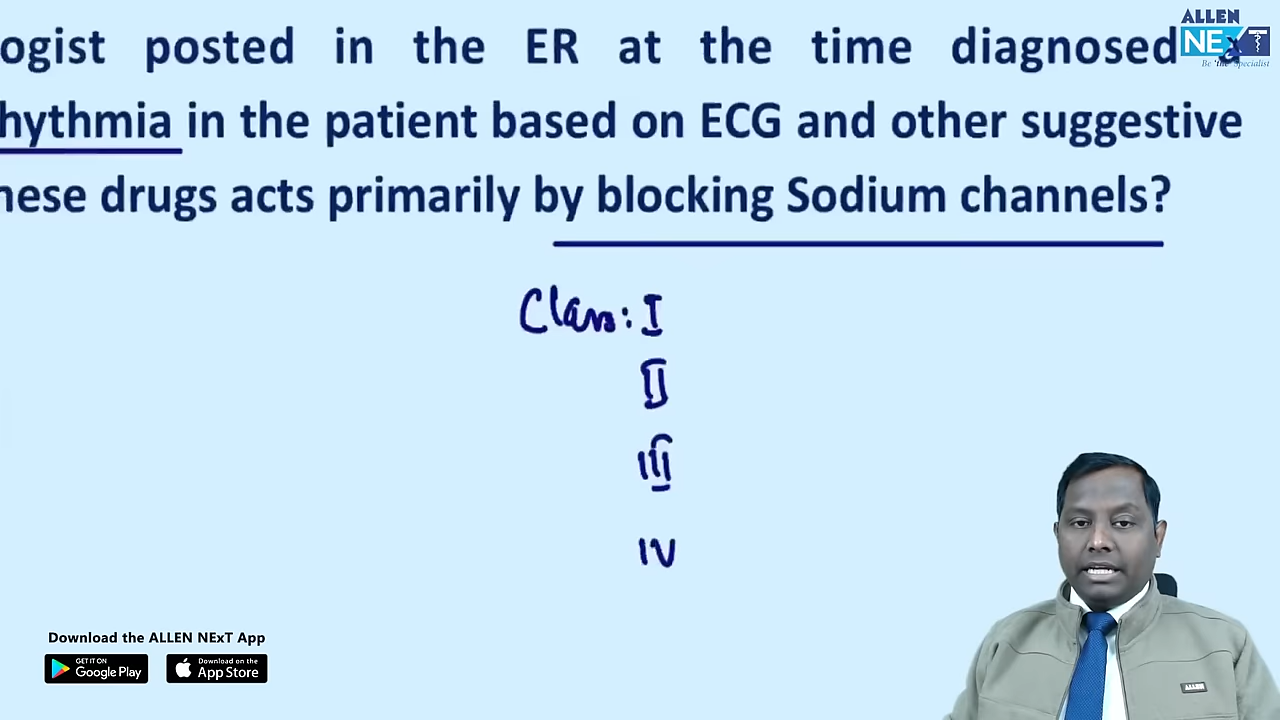 ogist posted in the ER at the time diagnosed
hythmia in the patient based on ECG and other suggestive
hese drugs acts primarily by blocking Sodium channels?
Class: I
II
III
IV
ALLEN
NExT
Be 'the' Specialist
Download the ALLEN NExT App
GET IT ON
Google Play
Download on the
App Store
ALLEN